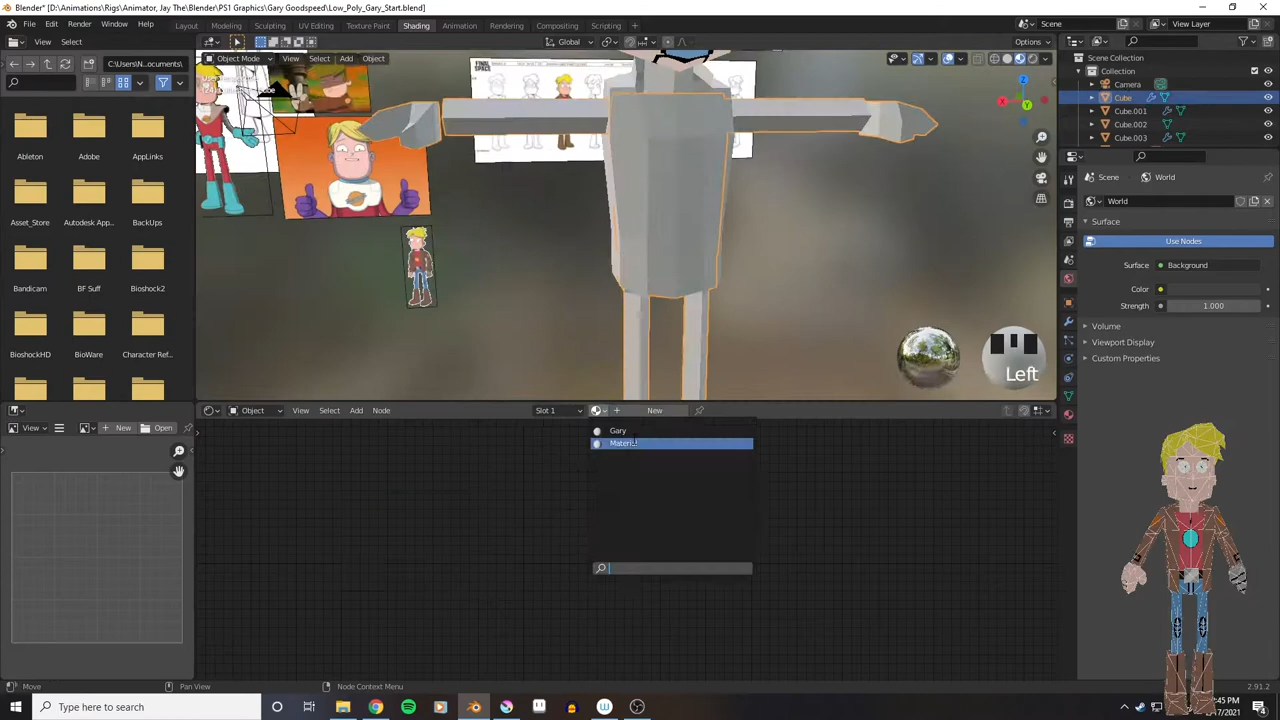 Blender* [D:\Animations\Rigs\Animator, Jay The\PS1 Graphics\Gary Goodspeed\Low_Poly_Gary_Start.blend]
File Edit Render Window Help Layout Modeling Sculpting UV Editing Texture Paint Shading Animation Rendering Compositing Scripting Scene View Layer
View Select Global Options
C:\Users\N..ocuments\ Object Mode View Select Add Object
Scene Collection
Collection
Camera
Cube
Cube.001
Cube.002
Cube.003
FINAL
SPACE
Ableton Adobe AppLinks
Asset_Store Autodesk App... BackUps
Bandicam BF Suff Bioshock2
BioshockHD BioWare Character Ref...
Scene World
World
Surface
Use Nodes
Surface Background
Color
Strength 1.000
Volume
Viewport Display
Custom Properties
Left
View New Open
Object View Select Add Node Slot 1 New
Gary
Material
Move Pan View Node Context Menu 2.91.2
Type here to search